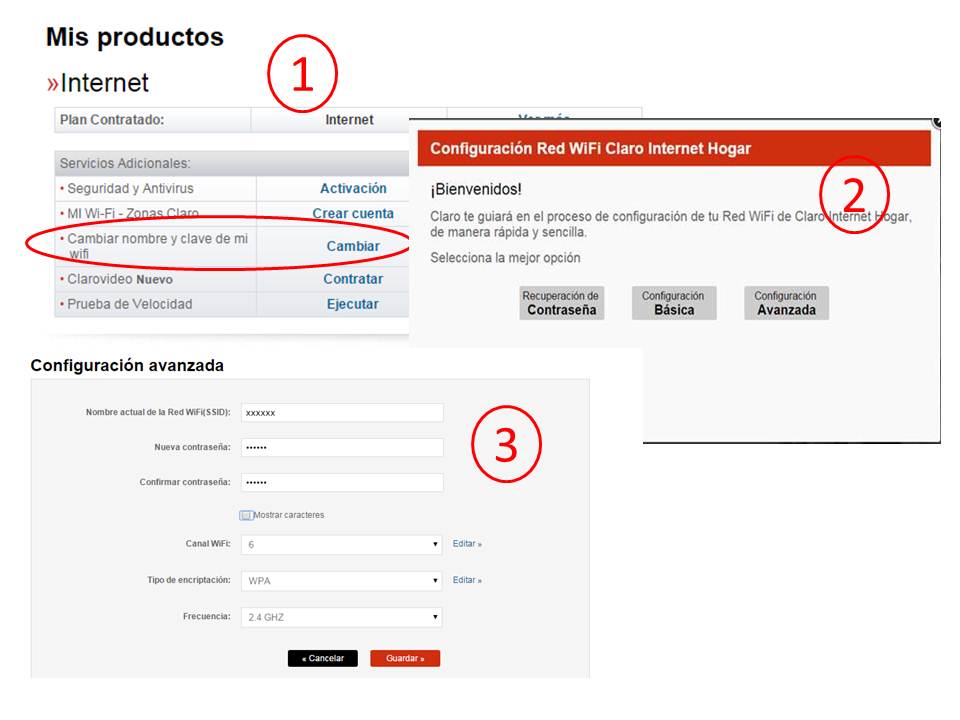 Mis productos
1
»Internet
Plan Contratado: Internet Ver más
Servicios Adicionales:
• Seguridad y Antivirus Activación
• MI Wi-Fi - Zonas Claro Crear cuenta
• Cambiar nombre y clave de mi wifi Cambiar
• Clarovideo Nuevo Contratar
• Prueba de Velocidad Ejecutar
Configuración Red WiFi Claro Internet Hogar
2
¡Bienvenidos!
Claro te guiará en el proceso de configuración de tu Red WiFi de Claro Internet Hogar,
de manera rápida y sencilla.
Selecciona la mejor opción
Recuperación de Contraseña
Configuración Básica
Configuración Avanzada
Configuración avanzada
3
Nombre actual de la Red WiFi(SSID): xxxxxx
Nueva contraseña: ••••••
Confirmar contraseña: ••••••
Mostrar caracteres
Canal WiFi: 6 Editar »
Tipo de encriptación: WPA Editar »
Frecuencia: 2.4 GHZ
« Cancelar Guardar »